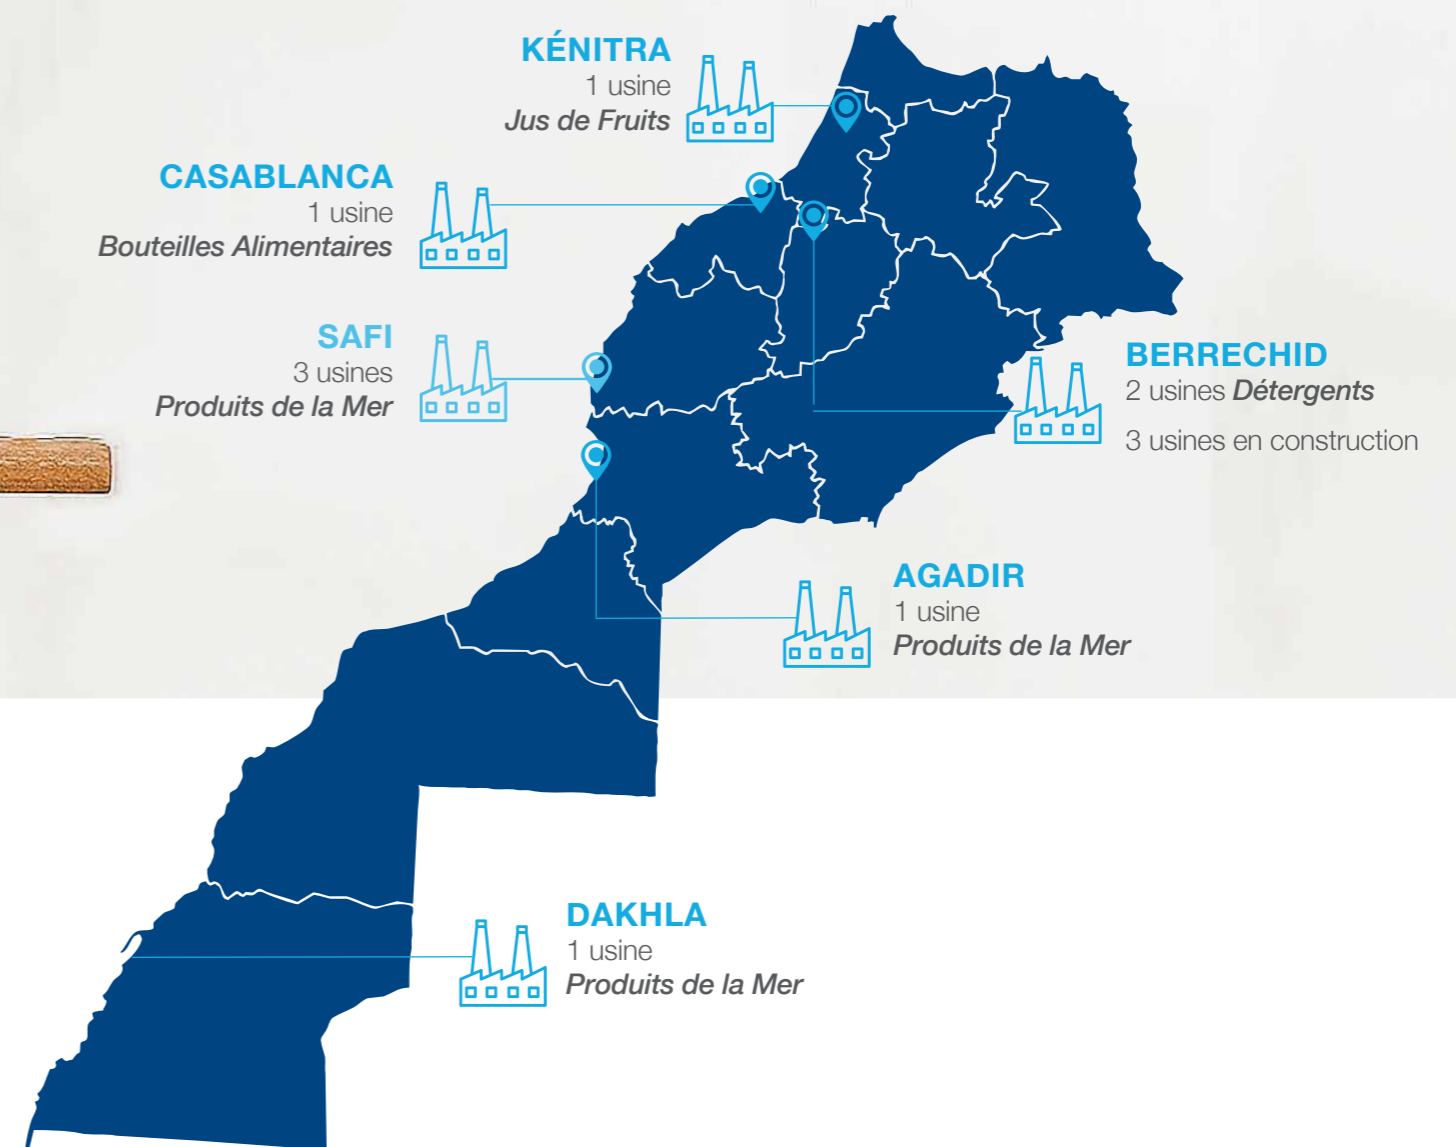 KÉNITRA
1 usine
Jus de Fruits
CASABLANCA
1 usine
Bouteilles Alimentaires
SAFI
3 usines
Produits de la Mer
BERRECHID
2 usines Détergents
3 usines en construction
AGADIR
1 usine
Produits de la Mer
DAKHLA
1 usine
Produits de la Mer